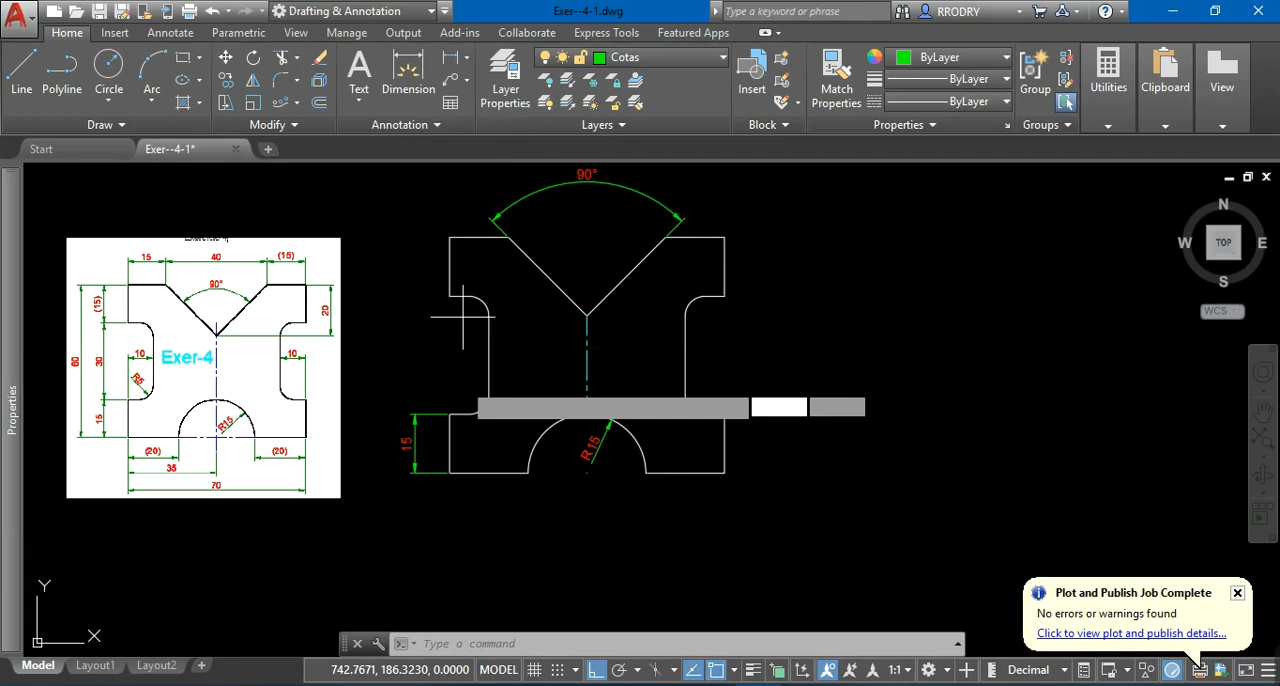 Drafting & Annotation
Exer--4-1.dwg
Type a keyword or phrase
RRODRY
Home
Insert
Annotate
Parametric
View
Manage
Output
Add-ins
Collaborate
Express Tools
Featured Apps
Line
Polyline
Circle
Arc
Text
Dimension
Layer Properties
Cotas
Insert
Match Properties
ByLayer
ByLayer
ByLayer
Group
Utilities
Clipboard
View
Draw
Modify
Annotation
Layers
Block
Properties
Groups
Start
Exer--4-1*
Properties
15
40
(15)
90°
(15)
20
60
30
10
Exer-4
10
R5
15
R15
(20)
(20)
35
70
90°
15
R15
N
W
TOP
E
S
WCS
Y
X
Plot and Publish Job Complete
No errors or warnings found
Click to view plot and publish details...
Type a command
Model
Layout1
Layout2
742.7671, 186.3230, 0.0000
MODEL
1:1
Decimal